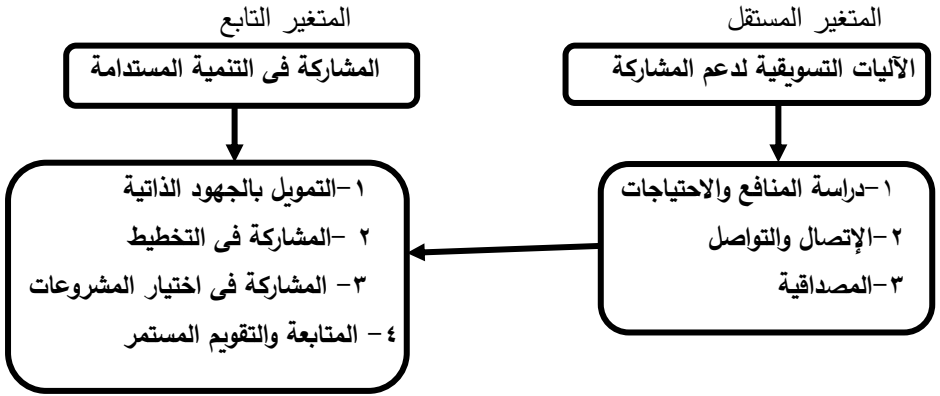 المتغير المستقل
الآليات التسويقية لدعم المشاركة
١-دراسة المنافع والاحتياجات
٢-الإتصال والتواصل
٣-المصداقية
المتغير التابع
المشاركة فى التنمية المستدامة
١-التمويل بالجهود الذاتية
٢ -المشاركة فى التخطيط
٣- المشاركة فى اختيار المشروعات
٤- المتابعة والتقويم المستمر